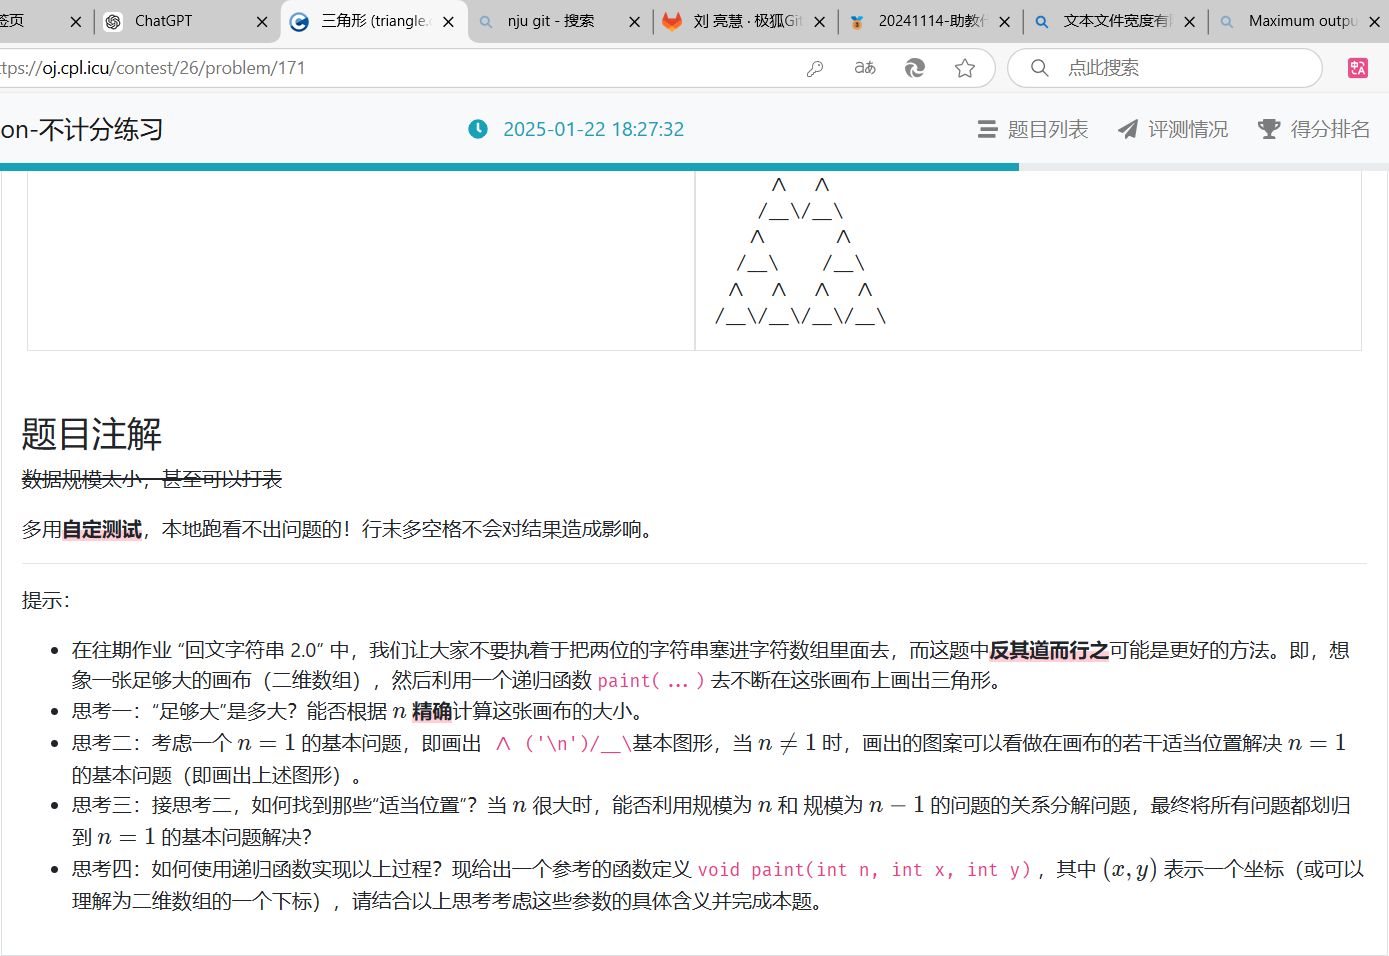 签页 ChatGPT 三角形 (triangle. nju git - 搜索 刘 亮慧 · 极狐Git 20241114-助教 文本文件宽度有 Maximum outpu
ttps://oj.cpl.icu/contest/26/problem/171 aあ 点此搜索
on-不计分练习 2025-01-22 18:27:32 题目列表 评测情况 得分排名
      /\  /\
     /__\/__\
    /\      /\
   /__\    /__\
  /\  /\  /\  /\
 /__\/__\/__\/__\
题目注解
数据规模太小，甚至可以打表
多用自定测试，本地跑看不出问题的！行末多空格不会对结果造成影响。
提示：
在往期作业 “回文字符串 2.0” 中，我们让大家不要执着于把两位的字符串塞进字符数组里面去，而这题中反其道而行之可能是更好的方法。即，想
象一张足够大的画布（二维数组），然后利用一个递归函数 paint(...) 去不断在这张画布上画出三角形。
思考一：“足够大”是多大？能否根据 n 精确计算这张画布的大小。
思考二：考虑一个 n = 1 的基本问题，即画出 /\ ('\n')/__\基本图形，当 n ≠ 1 时，画出的图案可以看做在画布的若干适当位置解决 n = 1
的基本问题（即画出上述图形）。
思考三：接思考二，如何找到那些“适当位置”？当 n 很大时，能否利用规模为 n 和 规模为 n − 1 的问题的关系分解问题，最终将所有问题都划归
到 n = 1 的基本问题解决？
思考四：如何使用递归函数实现以上过程？现给出一个参考的函数定义 void paint(int n, int x, int y)，其中 (x, y) 表示一个坐标（或可以
理解为二维数组的一个下标），请结合以上思考考虑这些参数的具体含义并完成本题。